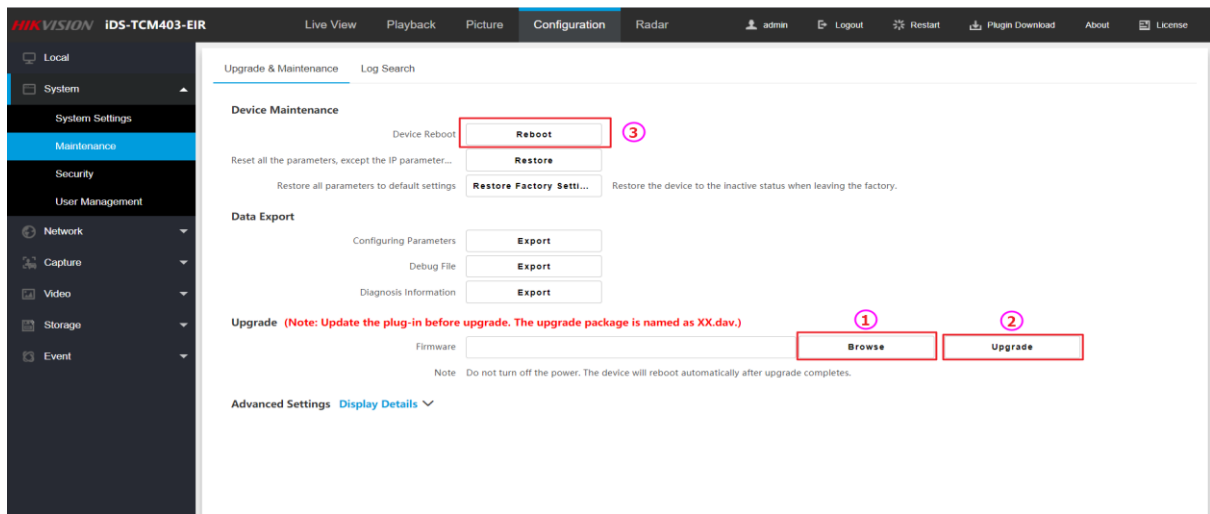 HIKVISION iDS-TCM403-EIR Live View Playback Picture Configuration Radar admin Logout Restart Plugin Download About License
Local
System
System Settings
Maintenance
Security
User Management
Network
Capture
Video
Storage
Event
Upgrade & Maintenance Log Search
Device Maintenance
Device Reboot Reboot ③
Reset all the parameters, except the IP parameter... Restore
Restore all parameters to default settings Restore Factory Setti... Restore the device to the inactive status when leaving the factory.
Data Export
Configuring Parameters Export
Debug File Export
Diagnosis Information Export
Upgrade (Note: Update the plug-in before upgrade. The upgrade package is named as XX.dav.) ① ②
Firmware Browse Upgrade
Note Do not turn off the power. The device will reboot automatically after upgrade completes.
Advanced Settings Display Details